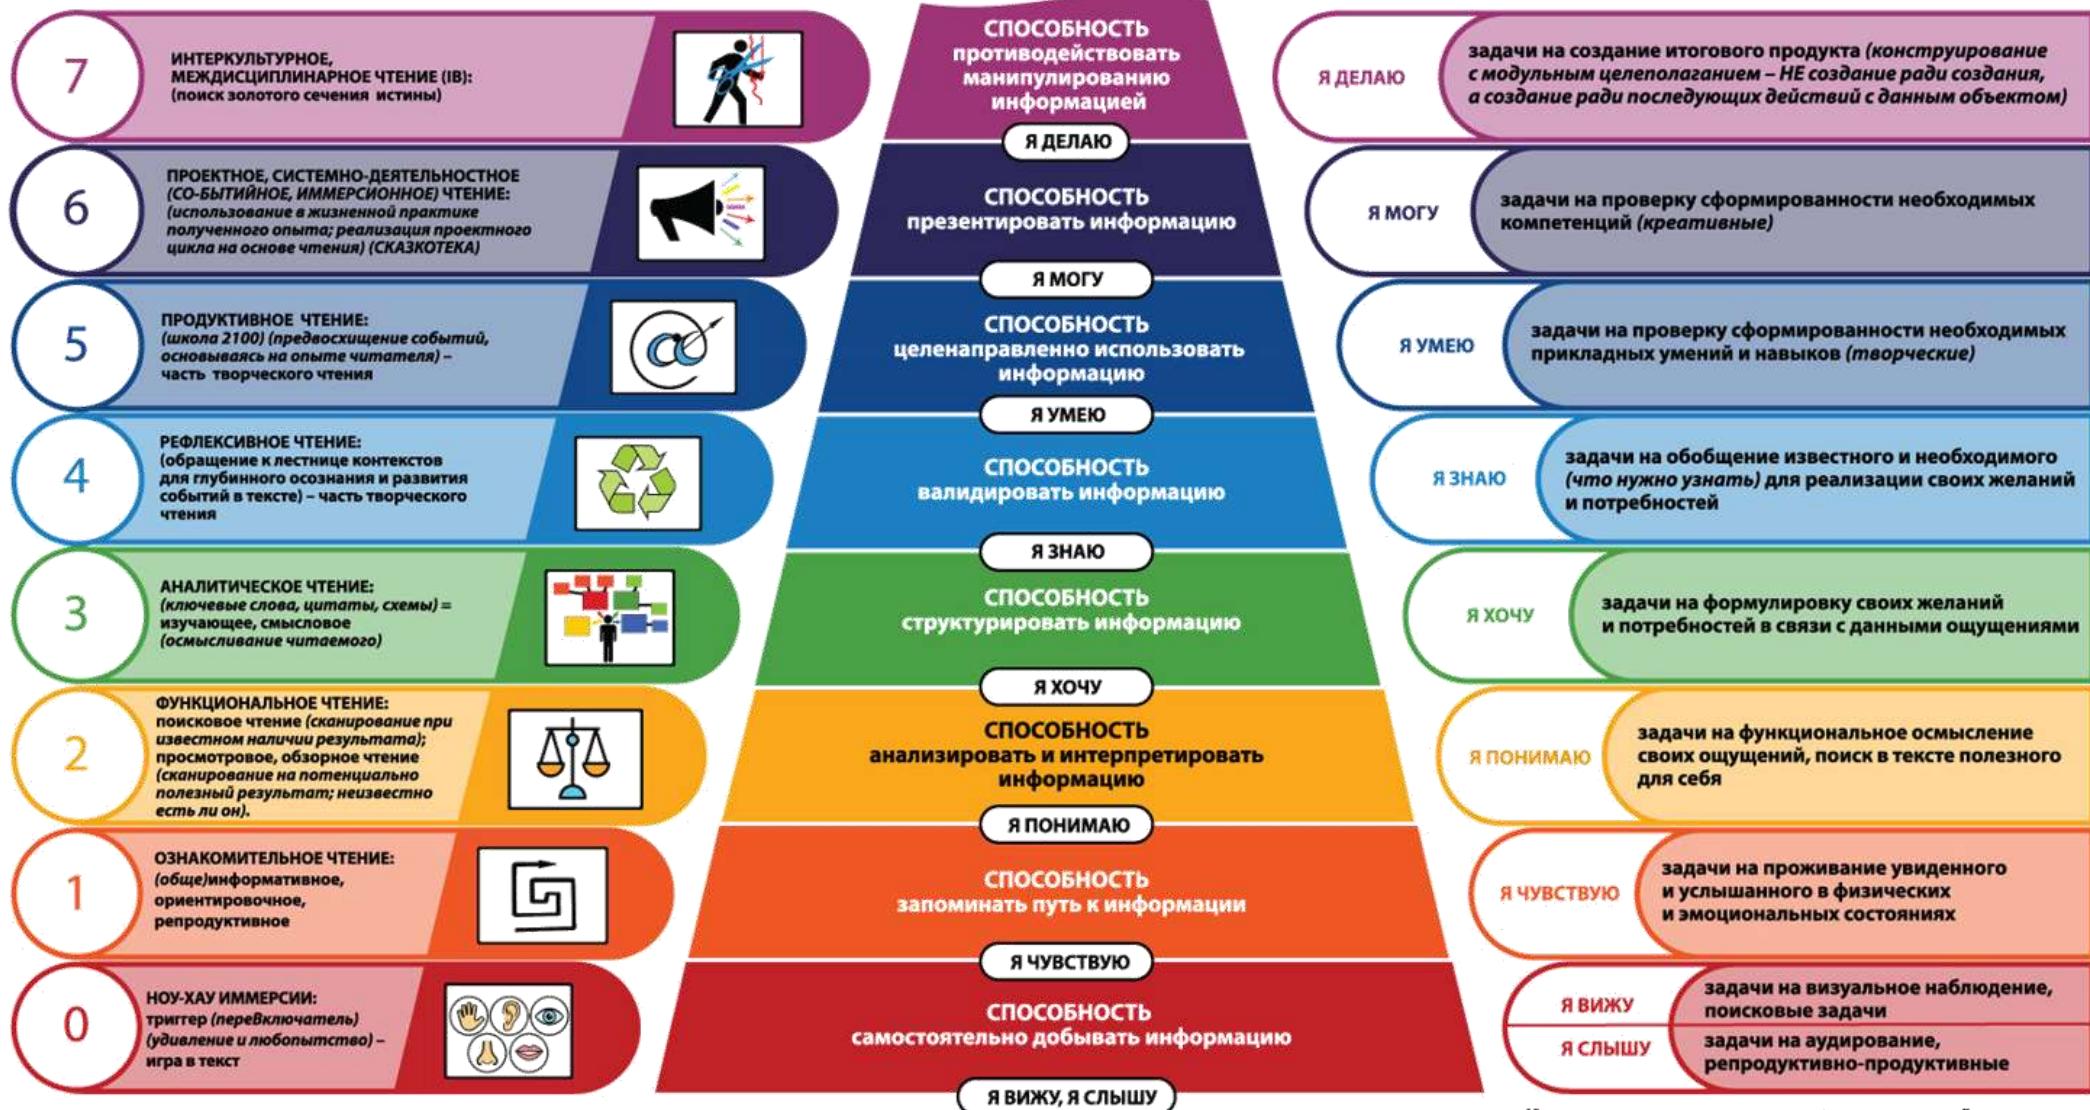 7
ИНТЕРКУЛЬТУРНОЕ,
МЕЖДИСЦИПЛИНАРНОЕ ЧТЕНИЕ (IB):
(поиск золотого сечения истины)
СПОСОБНОСТЬ
противодействовать
манипулированию
информацией
Я ДЕЛАЮ
Я ДЕЛАЮ
задачи на создание итогового продукта (конструирование
с модульным целеполаганием – НЕ создание ради создания,
а создание ради последующих действий с данным объектом)
6
ПРОЕКТНОЕ, СИСТЕМНО-ДЕЯТЕЛЬНОСТНОЕ
(СО-БЫТИЙНОЕ, ИММЕРСИОННОЕ) ЧТЕНИЕ:
(использование в жизненной практике
полученного опыта; реализация проектного
цикла на основе чтения) (СКАЗКОТЕКА)
СПОСОБНОСТЬ
презентировать информацию
Я МОГУ
Я МОГУ
задачи на проверку сформированности необходимых
компетенций (креативные)
5
ПРОДУКТИВНОЕ ЧТЕНИЕ:
(школа 2100) (предвосхищение событий,
основываясь на опыте читателя) –
часть творческого чтения
СПОСОБНОСТЬ
целенаправленно использовать
информацию
Я УМЕЮ
Я УМЕЮ
задачи на проверку сформированности необходимых
прикладных умений и навыков (творческие)
4
РЕФЛЕКСИВНОЕ ЧТЕНИЕ:
(обращение к лестнице контекстов
для глубинного осознания и развития
событий в тексте) – часть творческого
чтения
СПОСОБНОСТЬ
валидировать информацию
Я ЗНАЮ
Я ЗНАЮ
задачи на обобщение известного и необходимого
(что нужно узнать) для реализации своих желаний
и потребностей
3
АНАЛИТИЧЕСКОЕ ЧТЕНИЕ:
(ключевые слова, цитаты, схемы) =
изучающее, смысловое
(осмысливание читаемого)
СПОСОБНОСТЬ
структурировать информацию
Я ХОЧУ
Я ХОЧУ
задачи на формулировку своих желаний
и потребностей в связи с данными ощущениями
2
ФУНКЦИОНАЛЬНОЕ ЧТЕНИЕ:
поисковое чтение (сканирование при
известном наличии результата);
просмотровое, обзорное чтение
(сканирование на потенциально
полезный результат; неизвестно
есть ли он).
СПОСОБНОСТЬ
анализировать и интерпретировать
информацию
Я ПОНИМАЮ
Я ПОНИМАЮ
задачи на функциональное осмысление
своих ощущений, поиск в тексте полезного
для себя
1
ОЗНАКОМИТЕЛЬНОЕ ЧТЕНИЕ:
(обще)информативное,
ориентировочное,
репродуктивное
СПОСОБНОСТЬ
запоминать путь к информации
Я ЧУВСТВУЮ
Я ЧУВСТВУЮ
задачи на проживание увиденного
и услышанного в физических
и эмоциональных состояниях
0
НОУ-ХАУ ИММЕРСИИ:
триггер (переВключатель)
(удивление и любопытство) –
игра в текст
СПОСОБНОСТЬ
самостоятельно добывать информацию
Я ВИЖУ, Я СЛЫШУ
Я ВИЖУ
задачи на визуальное наблюдение,
поисковые задачи
Я СЛЫШУ
задачи на аудирование,
репродуктивно-продуктивные